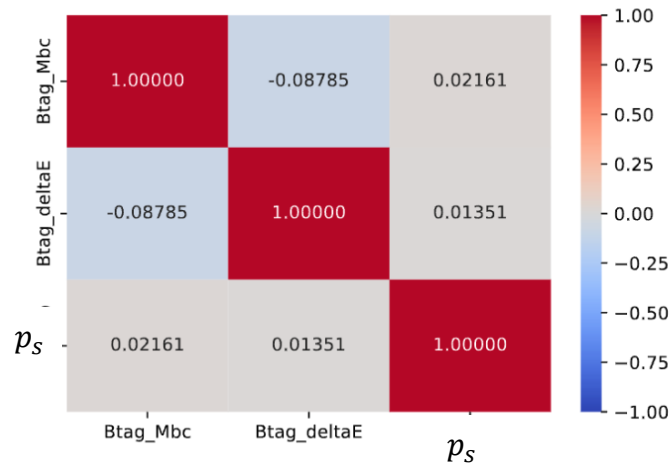 Btag_Mbc
1.00000 -0.08785 0.02161
Btag_deltaE
-0.08785 1.00000 0.01351
p_s
0.02161 0.01351 1.00000
Btag_Mbc Btag_deltaE p_s
1.00
0.75
0.50
0.25
0.00
−0.25
−0.50
−0.75
−1.00